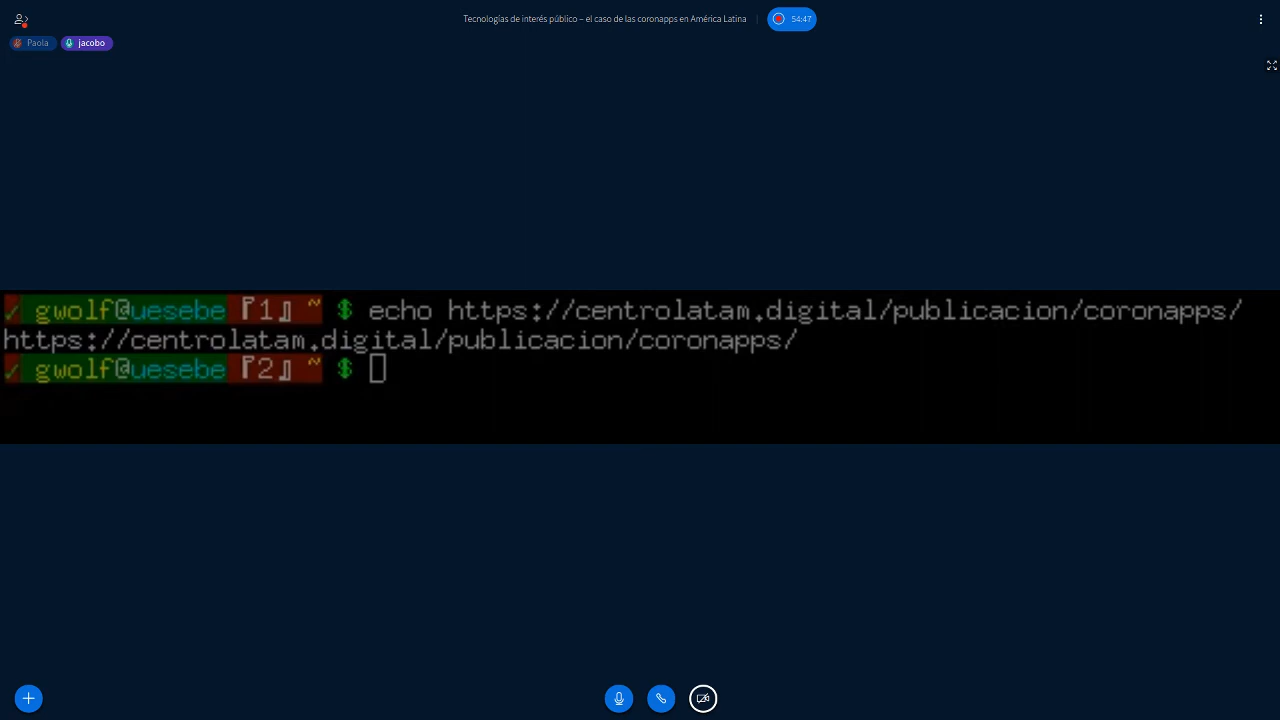 Tecnologías de interés público – el caso de las coronapps en América Latina
54:47
Paola
jacobo
✓ gwolf@uesebe 『1』 ~ $ echo https://centrolatam.digital/publicacion/coronapps/
https://centrolatam.digital/publicacion/coronapps/
✓ gwolf@uesebe 『2』 ~ $